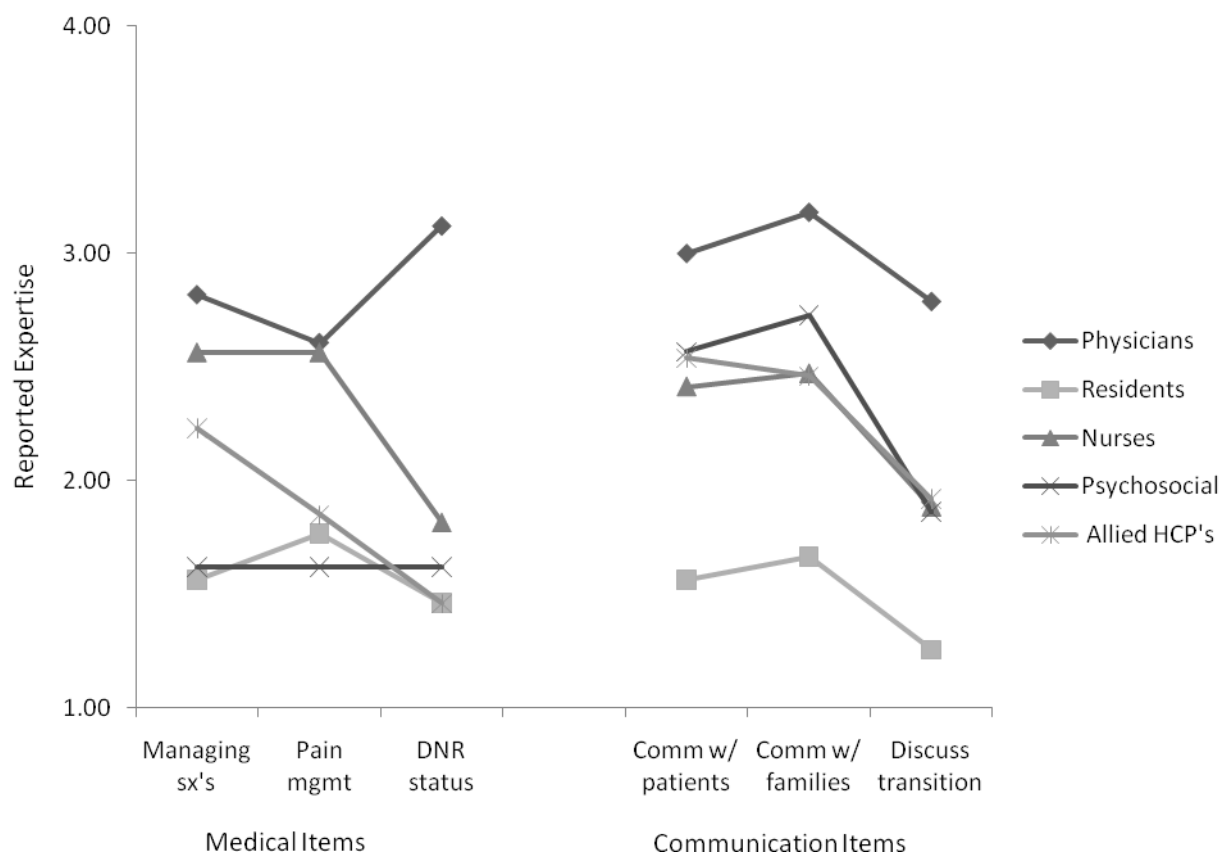 4.00
3.00
2.00
1.00
Reported Expertise
Managing
sx's
Pain
mgmt
DNR
status
Comm w/
patients
Comm w/
families
Discuss
transition
Medical Items
Communication Items
Physicians
Residents
Nurses
Psychosocial
Allied HCP's